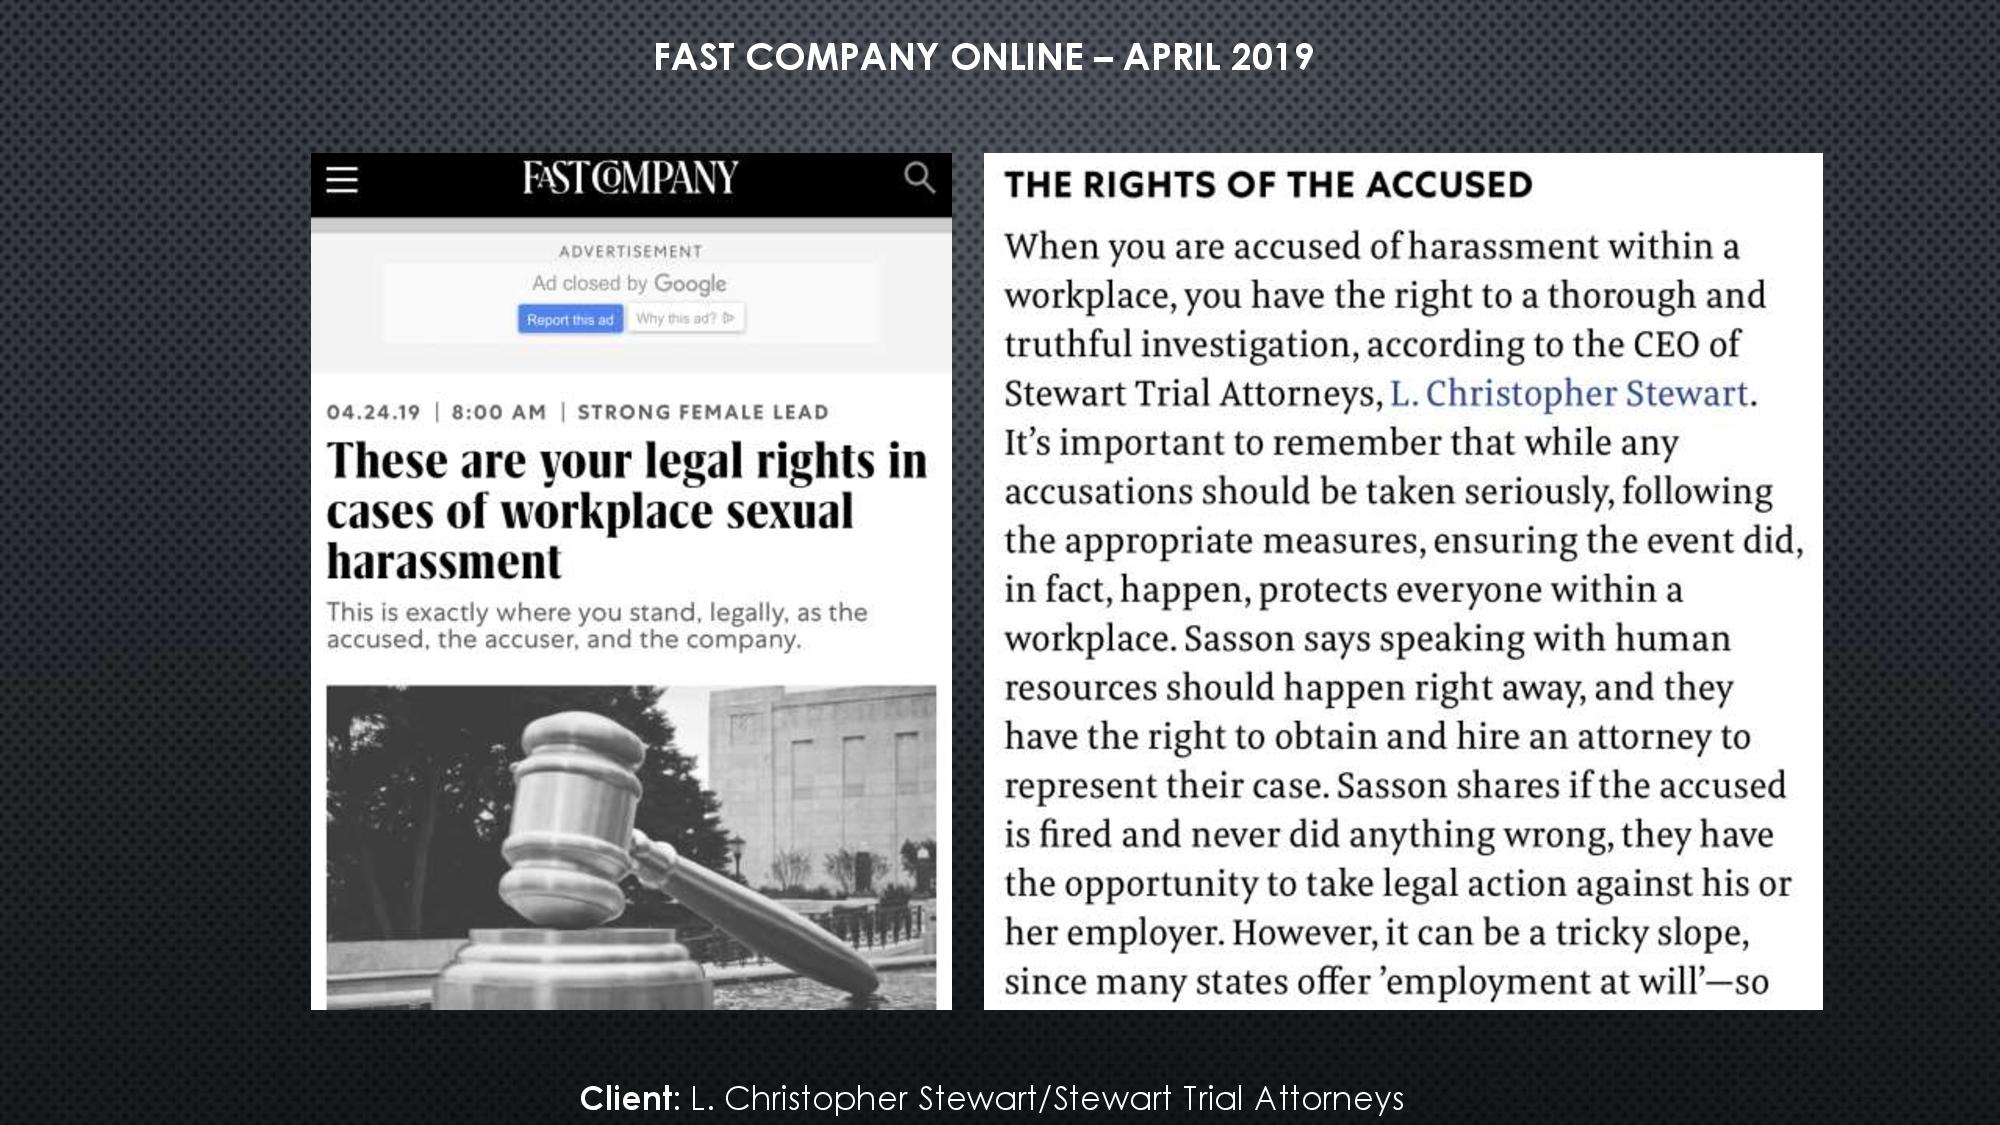 FAST COMPANY ONLINE – APRIL 2019
FAST COMPANY
ADVERTISEMENT
Ad closed by Google
Report this ad
Why this ad?
04.24.19 | 8:00 AM | STRONG FEMALE LEAD
These are your legal rights in
cases of workplace sexual
harassment
This is exactly where you stand, legally, as the
accused, the accuser, and the company.
THE RIGHTS OF THE ACCUSED
When you are accused of harassment within a
workplace, you have the right to a thorough and
truthful investigation, according to the CEO of
Stewart Trial Attorneys, L. Christopher Stewart.
It’s important to remember that while any
accusations should be taken seriously, following
the appropriate measures, ensuring the event did,
in fact, happen, protects everyone within a
workplace. Sasson says speaking with human
resources should happen right away, and they
have the right to obtain and hire an attorney to
represent their case. Sasson shares if the accused
is fired and never did anything wrong, they have
the opportunity to take legal action against his or
her employer. However, it can be a tricky slope,
since many states offer ’employment at will’—so
Client: L. Christopher Stewart/Stewart Trial Attorneys